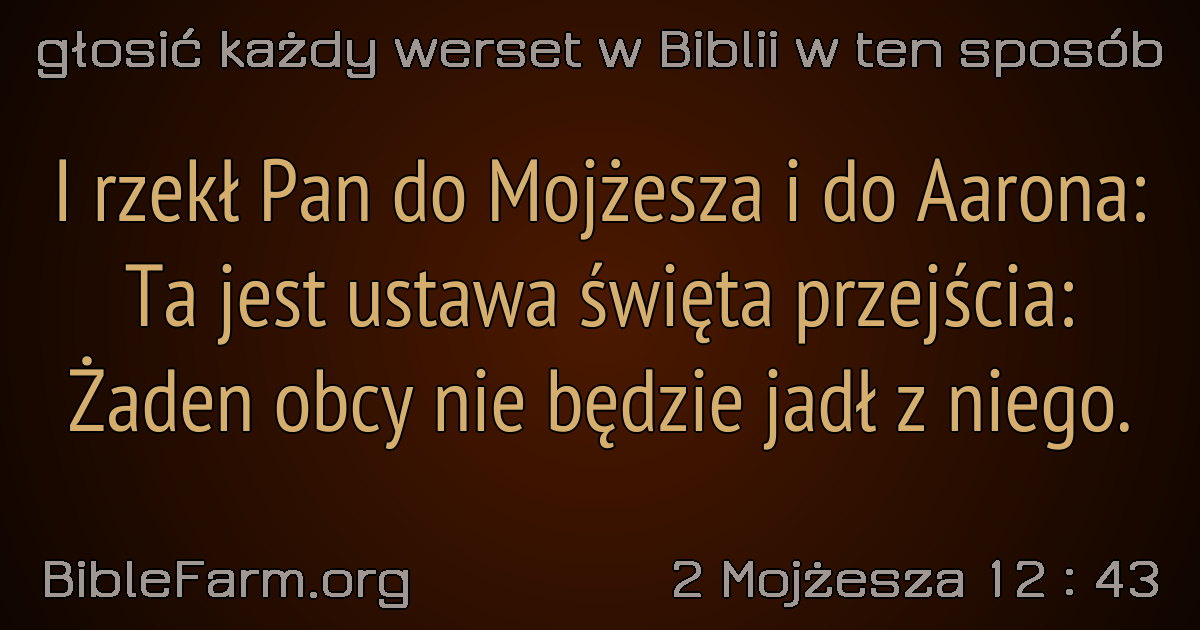 głosić każdy werset w Biblii w ten sposób
I rzekł Pan do Mojżesza i do Aarona:
Ta jest ustawa święta przejścia:
Żaden obcy nie będzie jadł z niego.
BibleFarm.org
2 Mojżesza 12 : 43